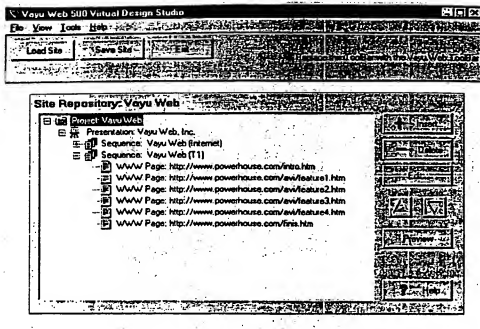 Vayu Web 500 Virtual Design Studio
File View Tools Help
Load Site Save Site Exit
Site Repository: Vayu Web
Project: Vayu Web
Presentation: Vayu Web, Inc.
Sequence: Vayu Web (Internet)
Sequence: Vayu Web (T1)
WWW Page: http://www.powerhouse.com/intro.htm
WWW Page: http://www.powerhouse.com/avi/feature1.htm
WWW Page: http://www.powerhouse.com/avi/feature2.htm
WWW Page: http://www.powerhouse.com/avi/feature3.htm
WWW Page: http://www.powerhouse.com/avi/feature4.htm
WWW Page: http://www.powerhouse.com/finis.htm
Preview
Help